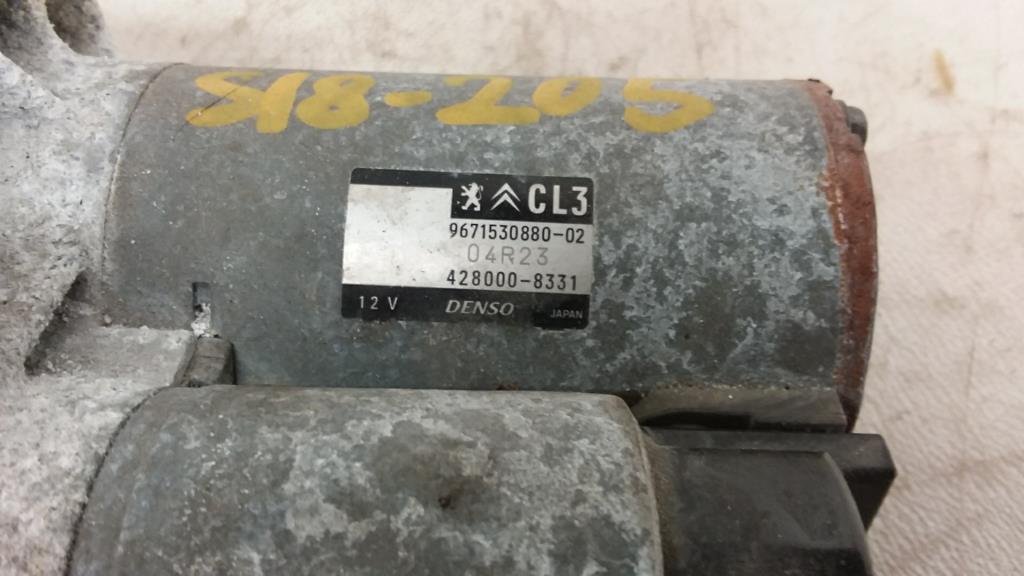 S18-205
CL3
9671530880-02
04R23
428000-8331
12 V DENSO JAPAN